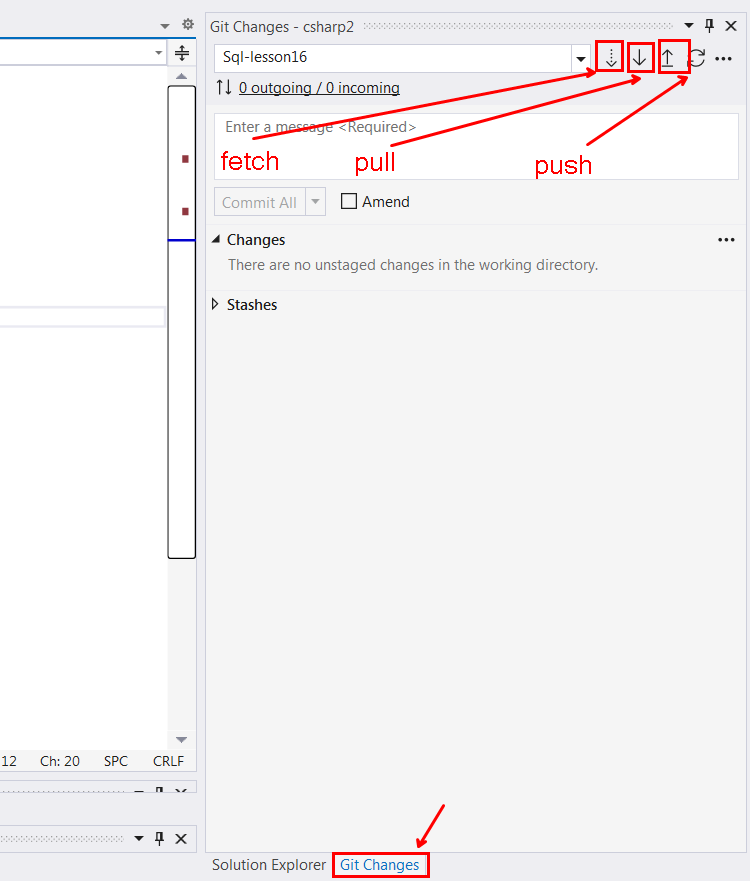 Git Changes - csharp2
Sql-lesson16
0 outgoing / 0 incoming
Enter a message <Required>
fetch
pull
push
Commit All
Amend
Changes
There are no unstaged changes in the working directory.
Stashes
12 Ch: 20 SPC CRLF
Solution Explorer Git Changes